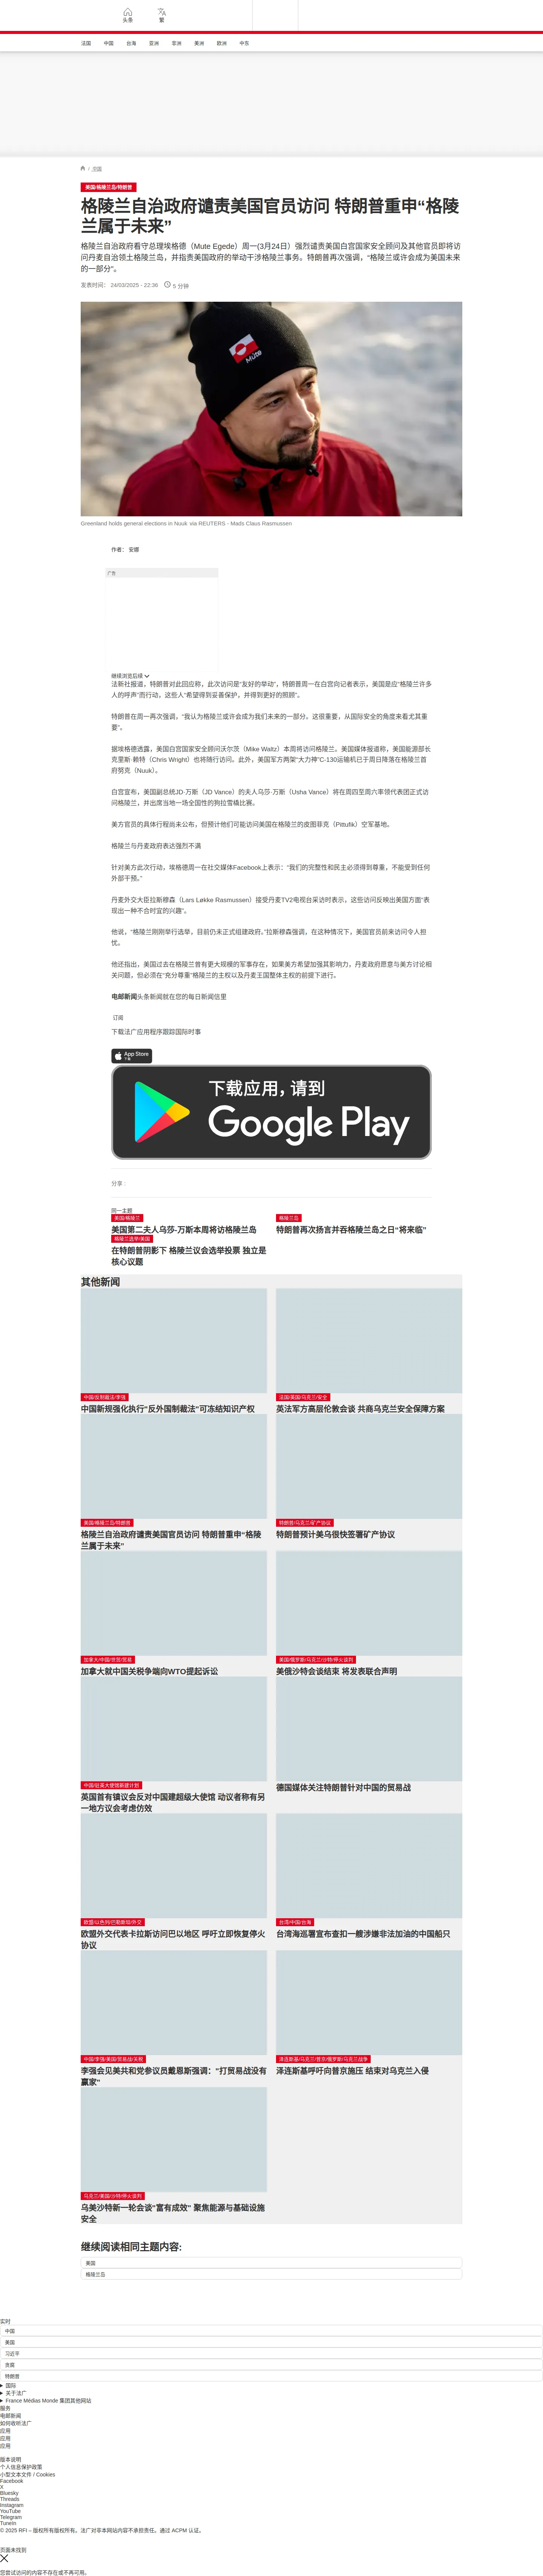 头条
繁
法国
中国
台海
亚洲
非洲
美洲
欧洲
中东
/ 中国
美国/格陵兰岛/特朗普
格陵兰自治政府谴责美国官员访问 特朗普重申“格陵
兰属于未来”
格陵兰自治政府看守总理埃格德（Mute Egede）周一(3月24日）强烈谴责美国白宫国家安全顾问及其他官员即将访
问丹麦自治领土格陵兰岛，并指责美国政府的举动干涉格陵兰事务。特朗普再次强调，“格陵兰或许会成为美国未来
的一部分”。
发表时间： 24/03/2025 - 22:36
5 分钟
Mute
Greenland holds general elections in Nuuk via REUTERS - Mads Claus Rasmussen
作者： 安娜
广告
继续浏览后续
法新社报道，特朗普对此回应称，此次访问是“友好的举动”，特朗普周一在白宫向记者表示，美国是应“格陵兰许多
人的呼声”而行动，这些人“希望得到妥善保护，并得到更好的照顾”。
特朗普在周一再次强调，“我认为格陵兰或许会成为我们未来的一部分。这很重要，从国际安全的角度来看尤其重
要”。
据埃格德透露，美国白宫国家安全顾问沃尔茨（Mike Waltz）本周将访问格陵兰。美国媒体报道称，美国能源部长
克里斯·赖特（Chris Wright）也将随行访问。此外，美国军方两架“大力神”C-130运输机已于周日降落在格陵兰首
府努克（Nuuk）。
白宫宣布，美国副总统JD·万斯（JD Vance）的夫人乌莎·万斯（Usha Vance）将在周四至周六率领代表团正式访
问格陵兰，并出席当地一场全国性的狗拉雪橇比赛。
美方官员的具体行程尚未公布，但预计他们可能访问美国在格陵兰的皮图菲克（Pituffik）空军基地。
格陵兰与丹麦政府表达强烈不满
针对美方此次行动，埃格德周一在社交媒体Facebook上表示：“我们的完整性和民主必须得到尊重，不能受到任何
外部干预。”
丹麦外交大臣拉斯穆森（Lars Løkke Rasmussen）接受丹麦TV2电视台采访时表示，这些访问反映出美国方面“表
现出一种不合时宜的兴趣”。
他说，“格陵兰刚刚举行选举，目前仍未正式组建政府。”拉斯穆森强调，在这种情况下，美国官员前来访问令人担
忧。
他还指出，美国过去在格陵兰曾有更大规模的军事存在，如果美方希望加强其影响力，丹麦政府愿意与美方讨论相
关问题，但必须在“充分尊重”格陵兰的主权以及丹麦王国整体主权的前提下进行。
电邮新闻头条新闻就在您的每日新闻信里
订阅
下载法广应用程序跟踪国际时事
App Store
下载应用，请到
Google Play
分享 :
同一主题
美国/格陵兰
美国第二夫人乌莎-万斯本周将访格陵兰岛
格陵兰岛
特朗普再次扬言并吞格陵兰岛之日“将来临”
格陵兰选举/美国
在特朗普阴影下 格陵兰议会选举投票 独立是
核心议题
其他新闻
中国/反制裁法/李强
中国新规强化执行"反外国制裁法"可冻结知识产权
法国/英国/乌克兰/安全
英法军方高层伦敦会谈 共商乌克兰安全保障方案
美国/格陵兰岛/特朗普
格陵兰自治政府谴责美国官员访问 特朗普重申“格陵
兰属于未来”
特朗普/乌克兰/矿产协议
特朗普预计美乌很快签署矿产协议
加拿大/中国/世贸/贸易
加拿大就中国关税争端向WTO提起诉讼
美国/俄罗斯/乌克兰/沙特/停火谈判
美俄沙特会谈结束 将发表联合声明
中国/驻英大使馆新建计划
英国首有镇议会反对中国建超级大使馆 动议者称有另
一地方议会考虑仿效
德国媒体关注特朗普针对中国的贸易战
欧盟/以色列/巴勒斯坦/外交
欧盟外交代表卡拉斯访问巴以地区 呼吁立即恢复停火
协议
台湾/中国/台海
台湾海巡署宣布查扣一艘涉嫌非法加油的中国船只
中国/李强/美国/贸易战/关税
李强会见美共和党参议员戴恩斯强调："打贸易战没有
赢家"
泽连斯基/乌克兰/普京/俄罗斯/乌克兰战争
泽连斯基呼吁向普京施压 结束对乌克兰入侵
乌克兰/美国/沙特/停火谈判
乌美沙特新一轮会谈“富有成效” 聚焦能源与基础设施
安全
继续阅读相同主题内容:
美国
格陵兰岛
实时
中国
美国
习近平
贪腐
特朗普
国际
关于法广
France Médias Monde 集团其他网站
服务
电邮新闻
如何收听法广
应用
应用
应用
版本说明
个人信息保护政策
小型文本文件 / Cookies
Facebook
X
Bluesky
Threads
Instagram
YouTube
Telegram
TuneIn
© 2025 RFI – 版权所有版权所有。法广对非本网站内容不承担责任。通过 ACPM 认证。
页面未找到
您尝试访问的内容不存在或不再可用。